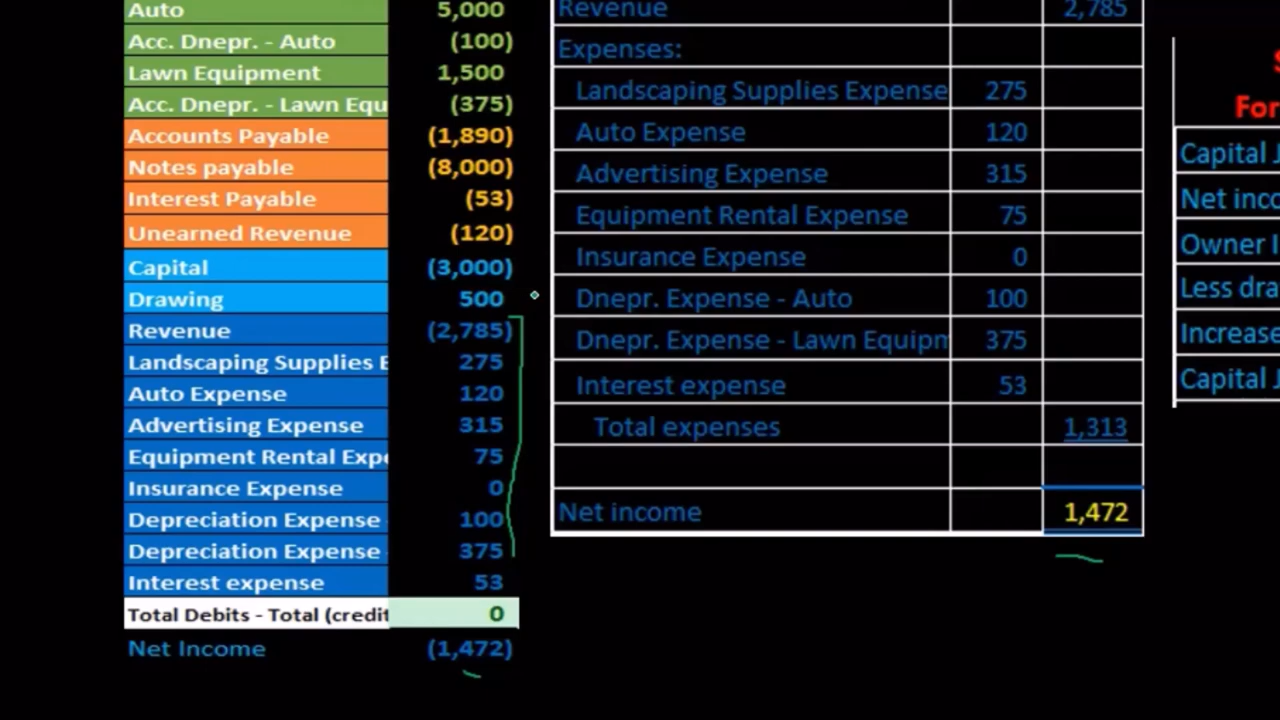 Auto 5,000
Acc. Dnepr. - Auto (100)
Lawn Equipment 1,500
Acc. Dnepr. - Lawn Equ (375)
Accounts Payable (1,890)
Notes payable (8,000)
Interest Payable (53)
Unearned Revenue (120)
Capital (3,000)
Drawing 500
Revenue (2,785)
Landscaping Supplies E 275
Auto Expense 120
Advertising Expense 315
Equipment Rental Exp 75
Insurance Expense 0
Depreciation Expense 100
Depreciation Expense 375
Interest expense 53
Total Debits - Total (credit 0
Net Income (1,472)
Revenue 2,785
Expenses:
Landscaping Supplies Expense 275
Auto Expense 120
Advertising Expense 315
Equipment Rental Expense 75
Insurance Expense 0
Dnepr. Expense - Auto 100
Dnepr. Expense - Lawn Equipm 375
Interest expense 53
Total expenses 1,313
Net income 1,472
For
Capital J
Net inco
Owner I
Less dra
Increase
Capital J